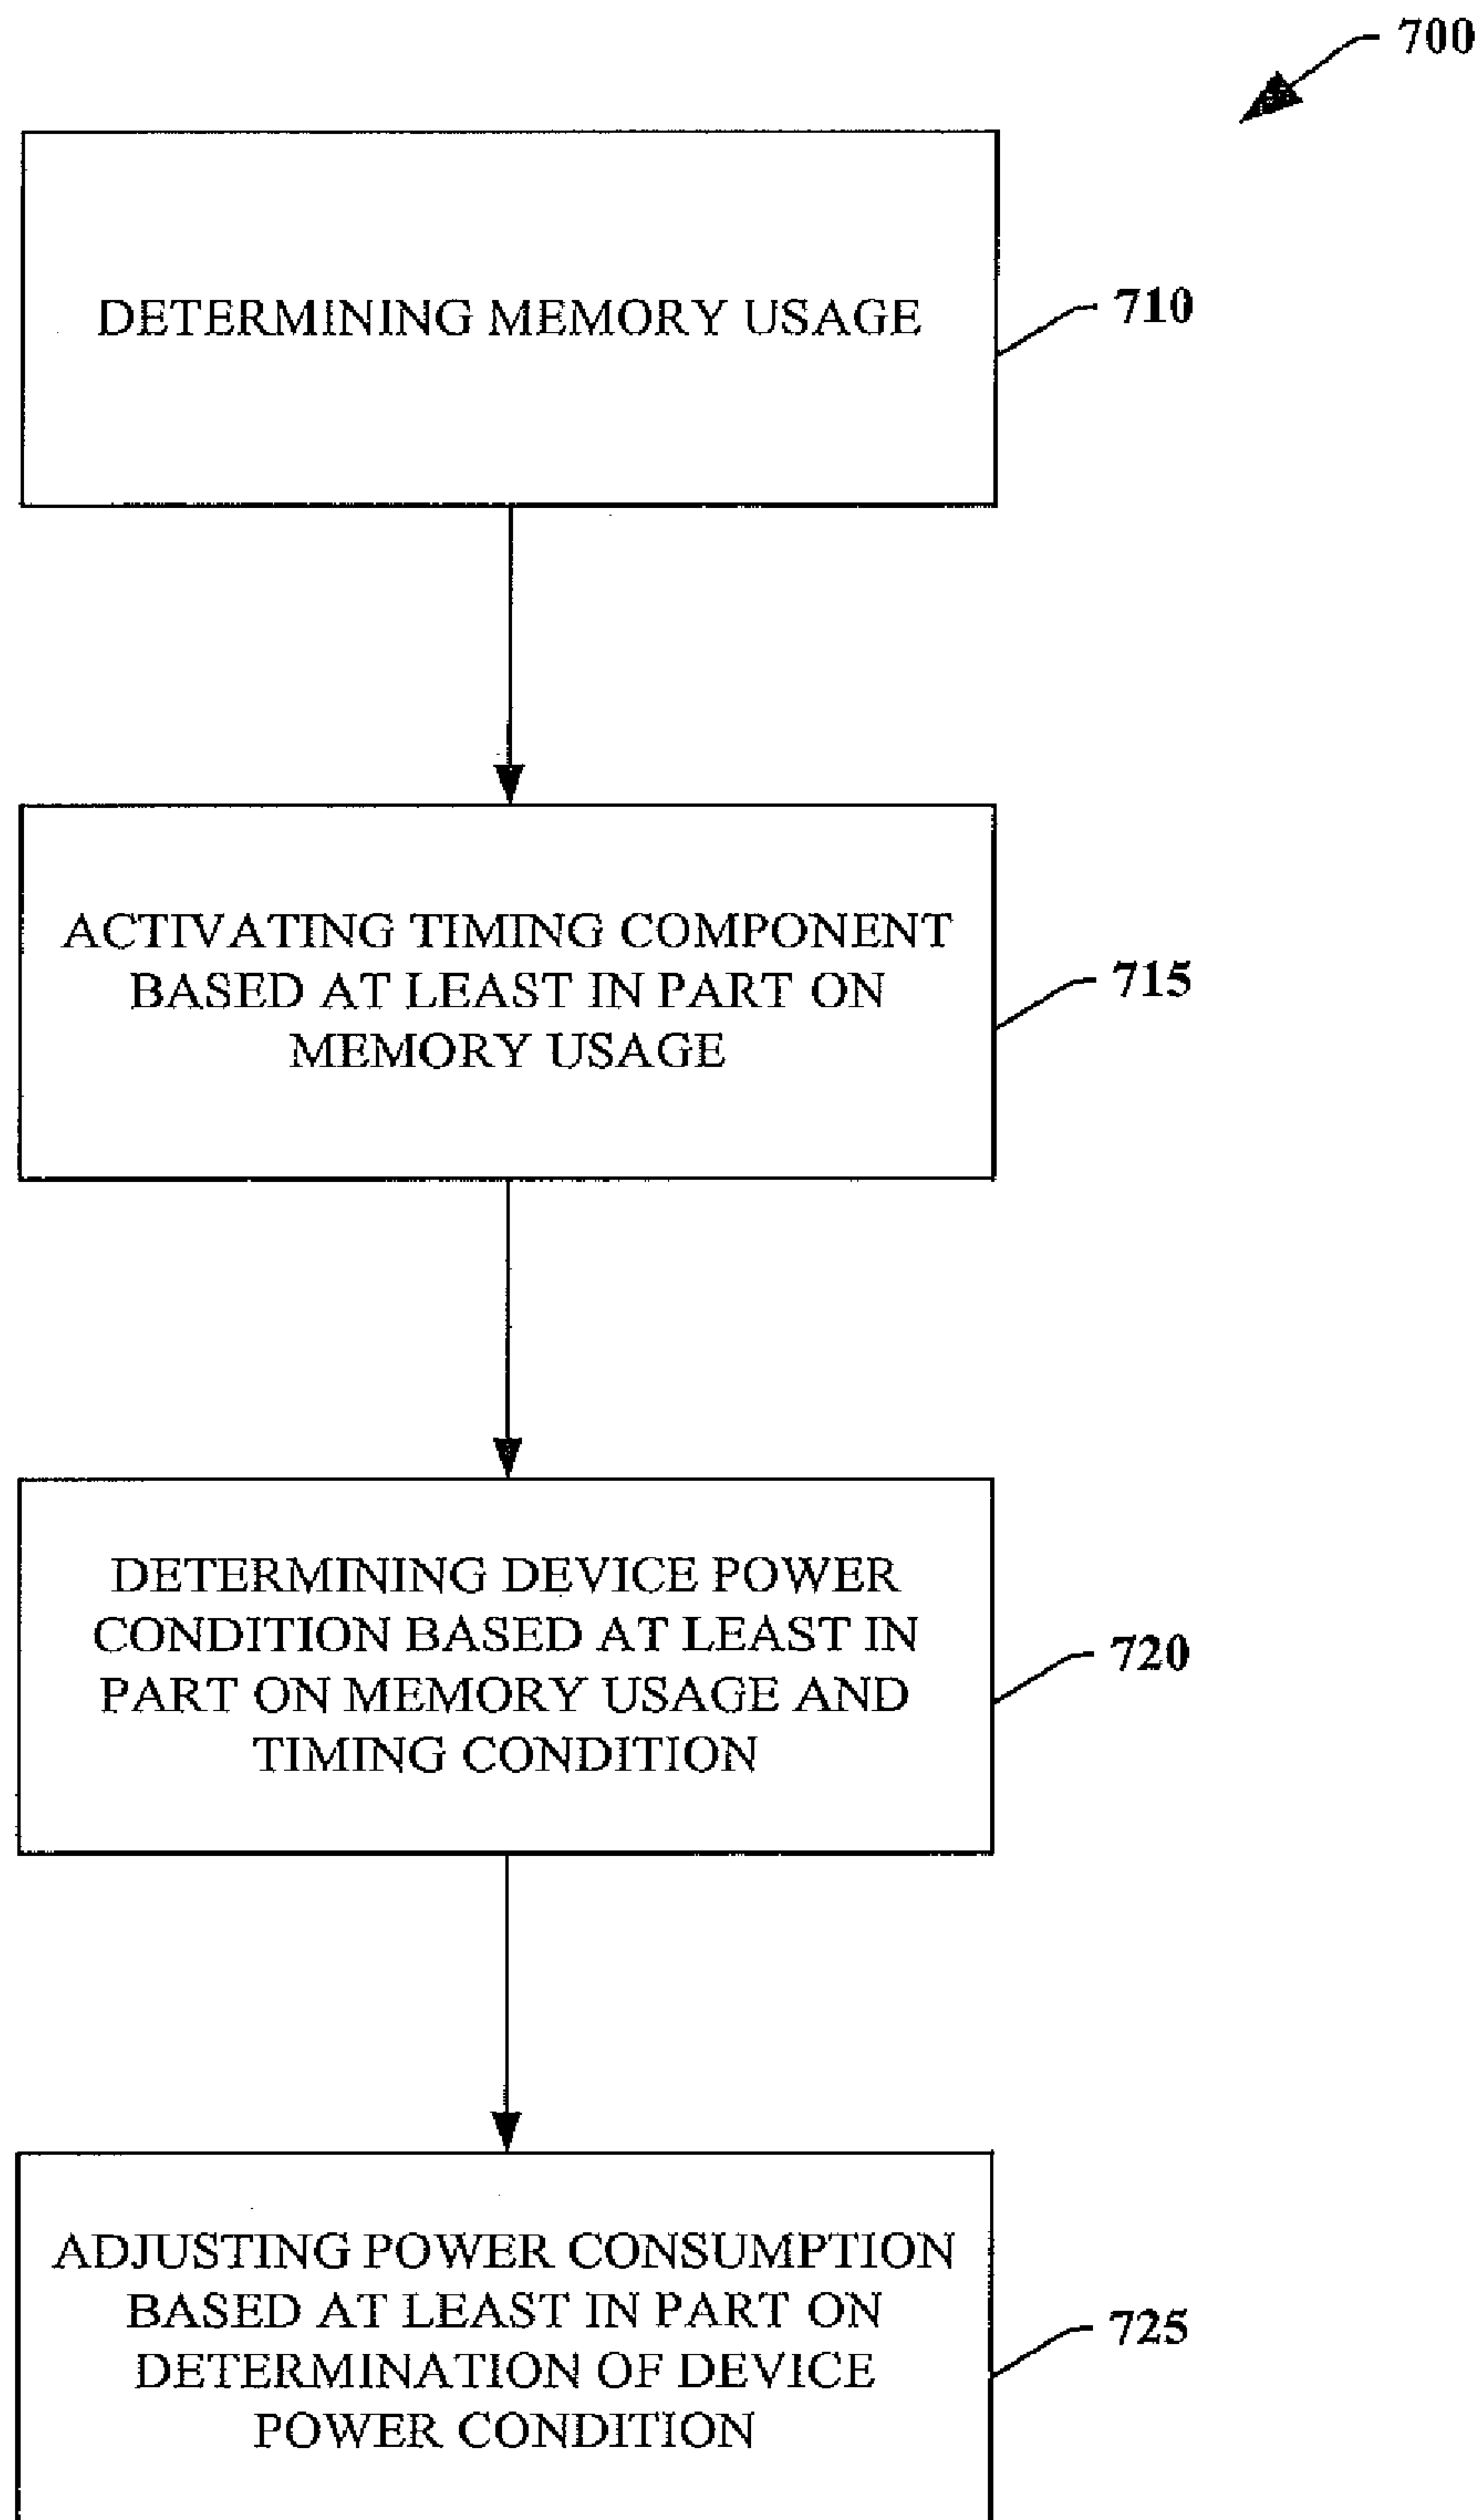 700
DETERMINING MEMORY USAGE
710
ACTIVATING TIMING COMPONENT
BASED AT LEAST IN PART ON
MEMORY USAGE
715
DETERMINING DEVICE POWER
CONDITION BASED AT LEAST IN
PART ON MEMORY USAGE AND
TIMING CONDITION
720
ADJUSTING POWER CONSUMPTION
BASED AT LEAST IN PART ON
DETERMINATION OF DEVICE
POWER CONDITION
725